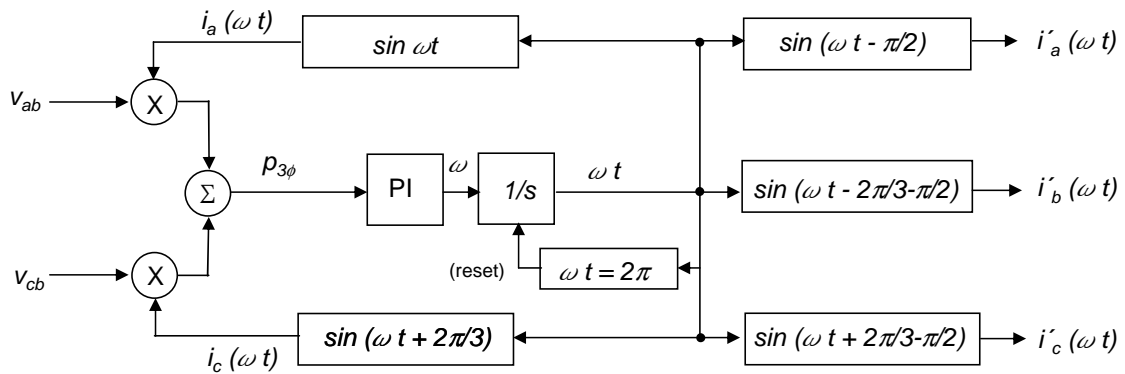 i_a (ω t)
sin ωt
sin (ω t - π/2)
i´_a (ω t)
v_ab
X
Σ
p_3ϕ
PI
ω
1/s
ω t
sin (ω t - 2π/3-π/2)
i´_b (ω t)
(reset)
ω t = 2π
v_cb
X
i_c (ω t)
sin (ω t + 2π/3)
sin (ω t + 2π/3-π/2)
i´_c (ω t)